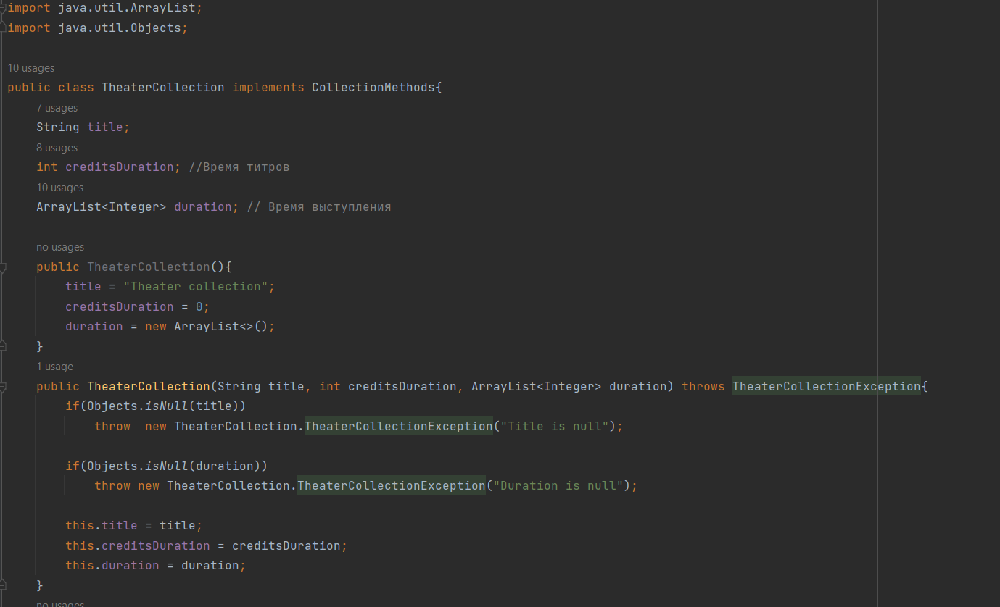 import java.util.ArrayList;
import java.util.Objects;
10 usages
public class TheaterCollection implements CollectionMethods{
7 usages
String title;
8 usages
int creditsDuration; //Время титров
10 usages
ArrayList<Integer> duration; // Время выступления
no usages
public TheaterCollection(){
title = "Theater collection";
creditsDuration = 0;
duration = new ArrayList<>();
}
1 usage
public TheaterCollection(String title, int creditsDuration, ArrayList<Integer> duration) throws TheaterCollectionException{
if(Objects.isNull(title))
throw  new TheaterCollection.TheaterCollectionException("Title is null");
if(Objects.isNull(duration))
throw new TheaterCollection.TheaterCollectionException("Duration is null");
this.title = title;
this.creditsDuration = creditsDuration;
this.duration = duration;
}
no usages